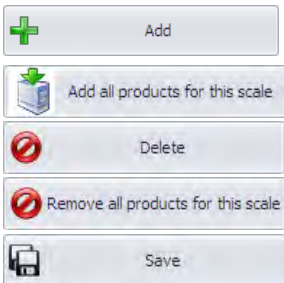 Add
Add all products for this scale
Delete
Remove all products for this scale
Save